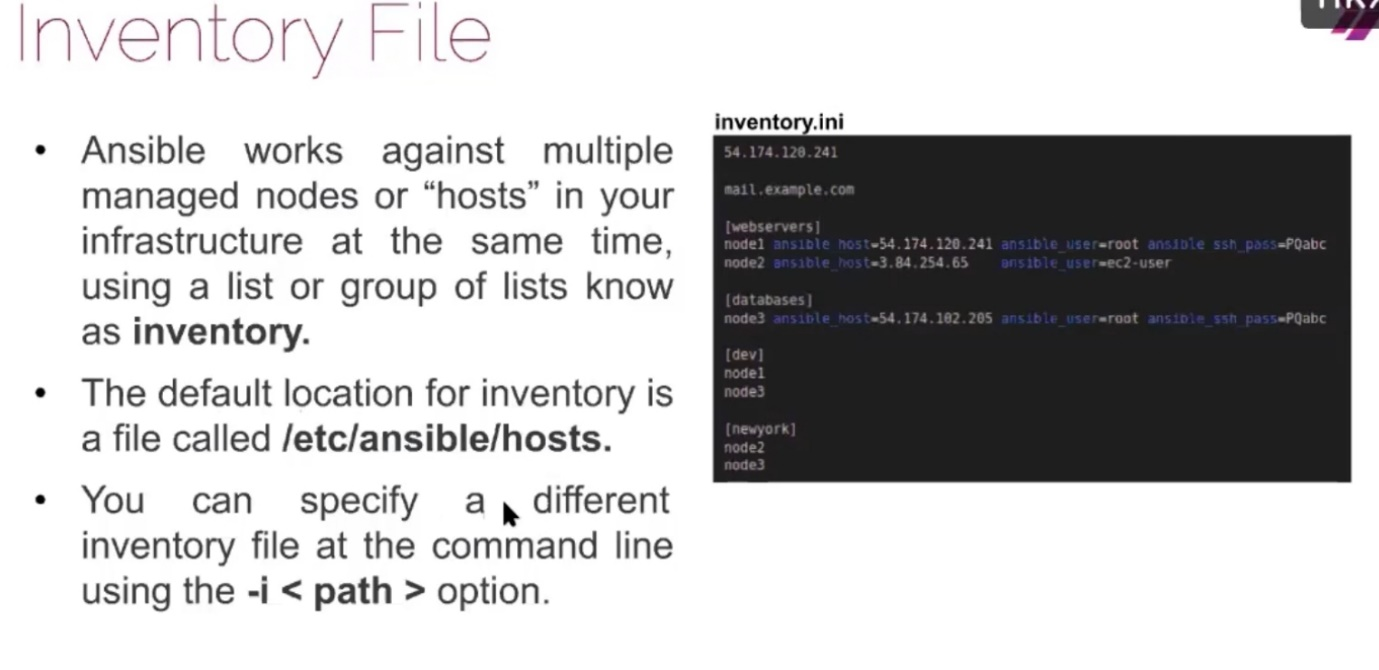 Inventory File
• Ansible works against multiple
managed nodes or “hosts” in your
infrastructure at the same time,
using a list or group of lists know
as inventory.
• The default location for inventory is
a file called /etc/ansible/hosts.
• You can specify a different
inventory file at the command line
using the -i < path > option.
inventory.ini
54.174.120.241
mail.example.com
[webservers]
node1 ansible_host=54.174.120.241 ansible_user=root ansible_ssh_pass=PQabc
node2 ansible_host=3.84.254.65 ansible_user=ec2-user
[databases]
node3 ansible_host=54.174.102.205 ansible_user=root ansible_ssh_pass=PQabc
[dev]
node1
node3
[newyork]
node2
node3